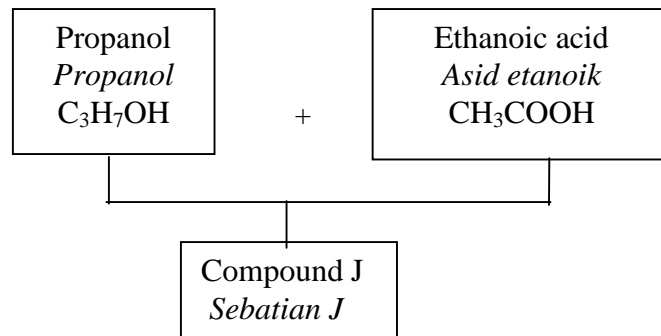 Propanol
Propanol
C₃H₇OH
+
Ethanoic acid
Asid etanoik
CH₃COOH
Compound J
Sebatian J